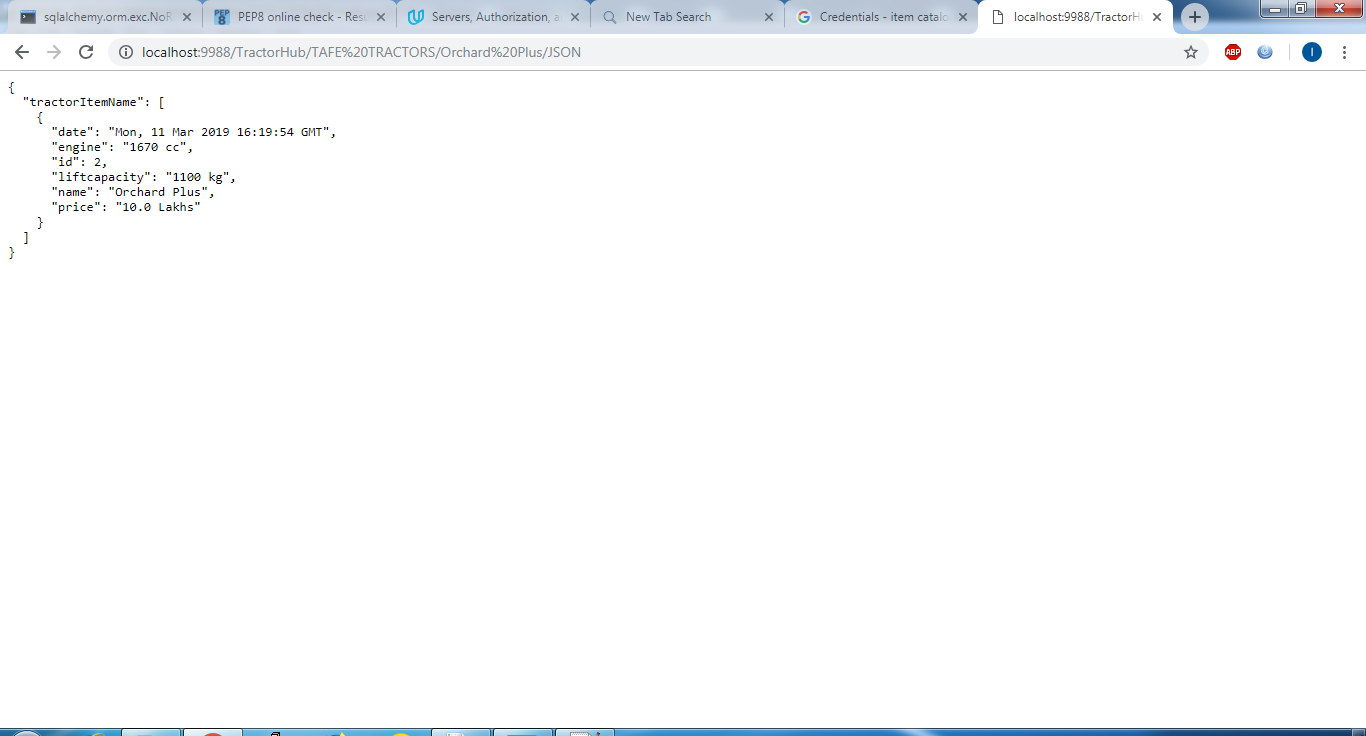 sqlalchemy.orm.exc.NoR
PEP8 online check - Resu
Servers, Authorization, a
New Tab Search
Credentials - item catalo
localhost:9988/TractorH
localhost:9988/TractorHub/TAFE%20TRACTORS/Orchard%20Plus/JSON
ABP
I
{
  "tractorItemName": [
    {
      "date": "Mon, 11 Mar 2019 16:19:54 GMT",
      "engine": "1670 cc",
      "id": 2,
      "liftcapacity": "1100 kg",
      "name": "Orchard Plus",
      "price": "10.0 Lakhs"
    }
  ]
}